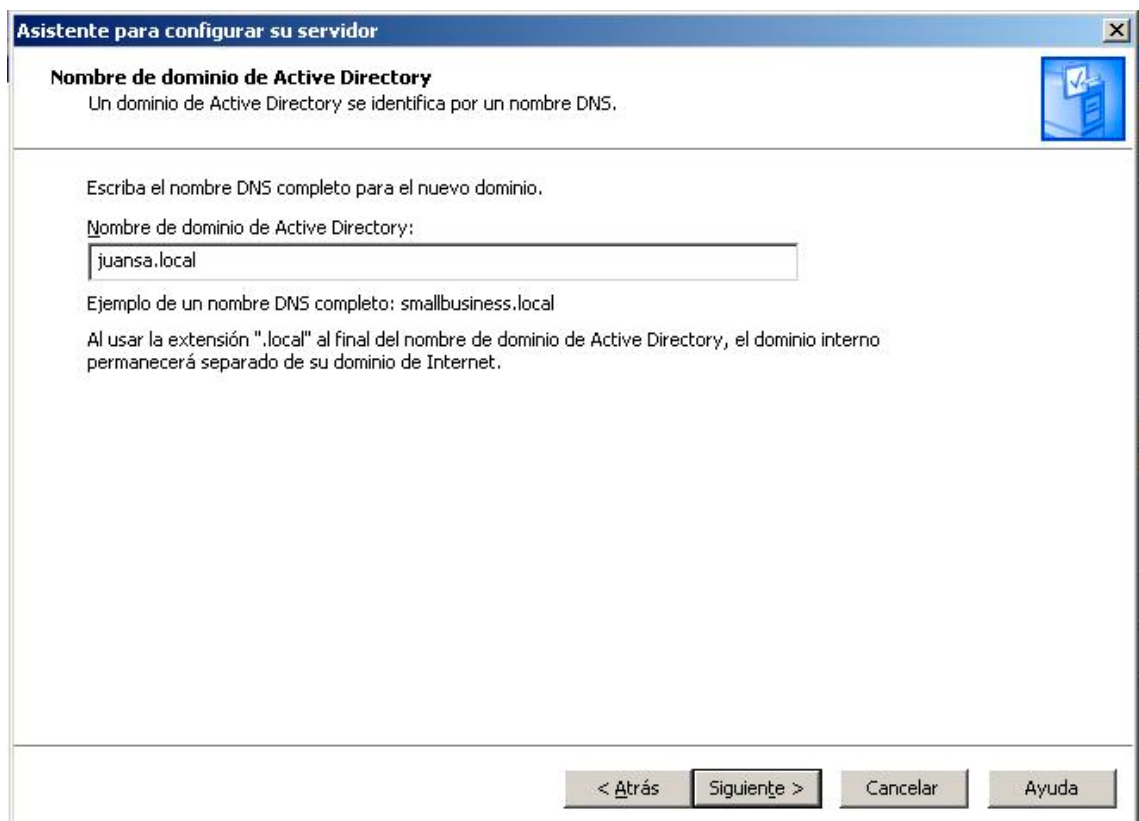 Asistente para configurar su servidor
Nombre de dominio de Active Directory
Un dominio de Active Directory se identifica por un nombre DNS.
Escriba el nombre DNS completo para el nuevo dominio.
Nombre de dominio de Active Directory:
juansa.local
Ejemplo de un nombre DNS completo: smallbusiness.local
Al usar la extensión ".local" al final del nombre de dominio de Active Directory, el dominio interno
permanecerá separado de su dominio de Internet.
< Atrás Siguiente > Cancelar Ayuda